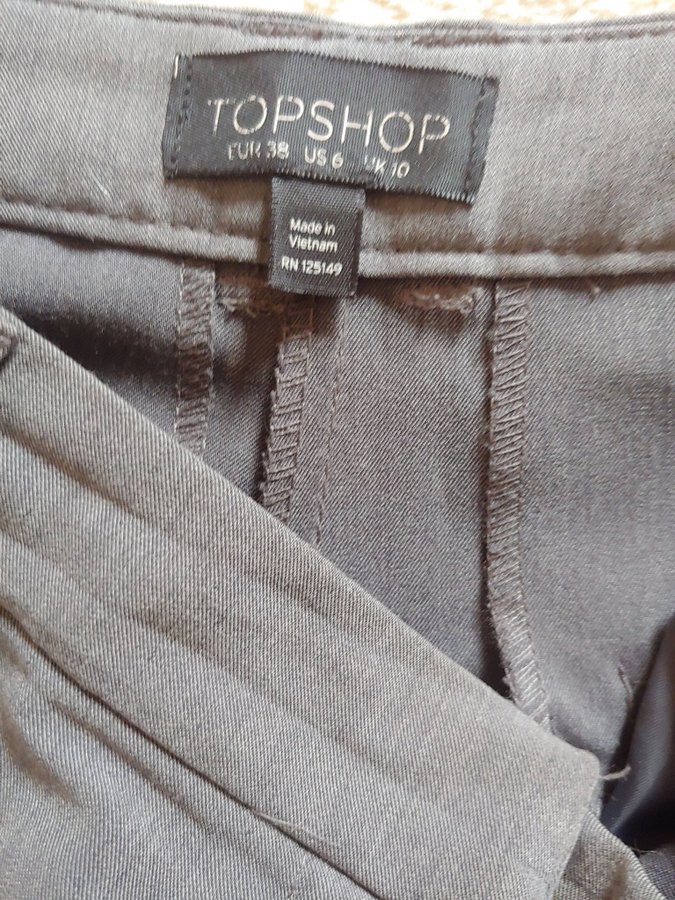 TOPSHOP
EUR 38 US 6 UK 10
Made in
Vietnam
RN 125149